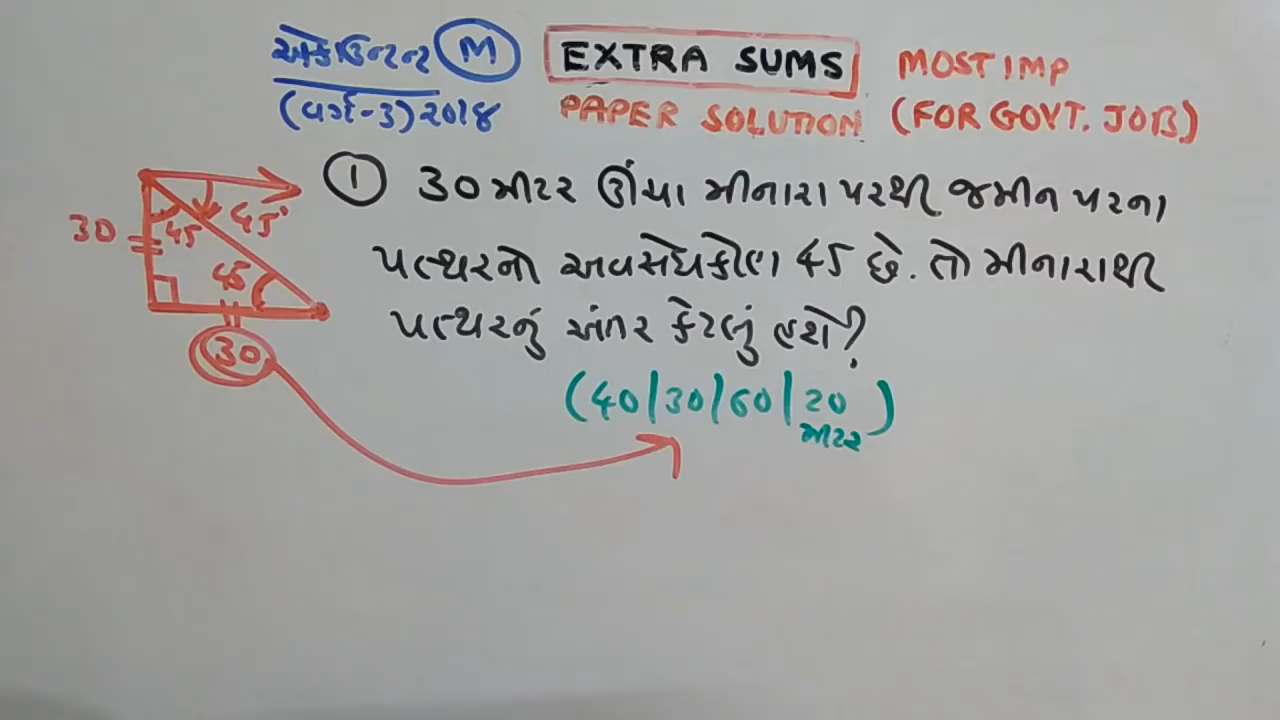 એકાઉન્ટન્ટ M EXTRA SUMS MOST IMP
(વર્ગ-3) 2018 PAPER SOLUTION (FOR GOVT. JOB)
① 30 મીટર ઊંચા મીનારા પરથી જમીન પરના
પત્થરનો અવસેધકોણ 45 છે. તો મીનારાથી
પત્થરનું અંતર કેટલું હશે?
(40/30/60/20 મીટર)
30 45 45°
45
30